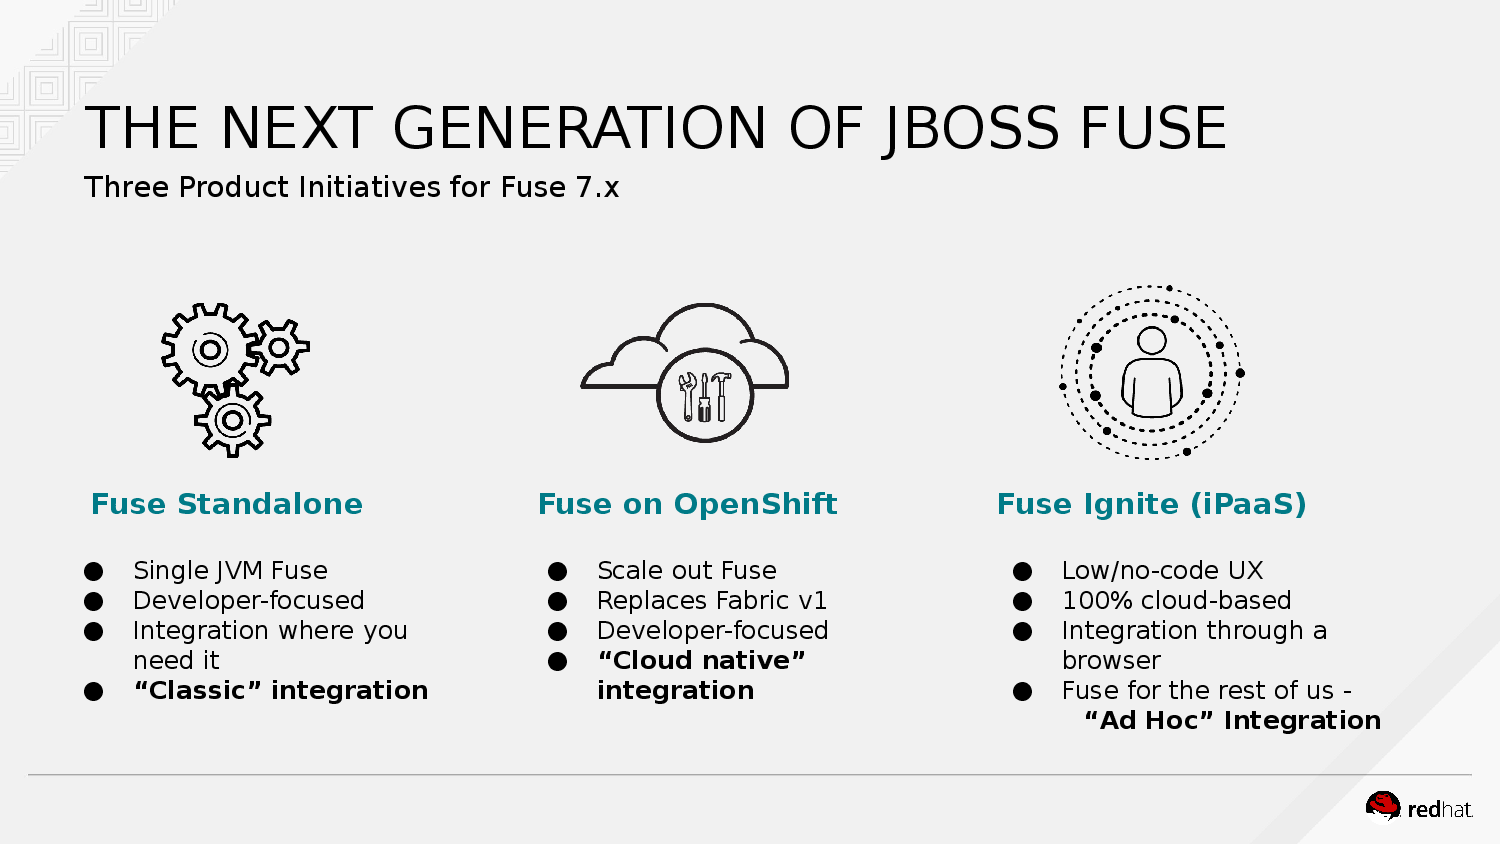 THE NEXT GENERATION OF JBOSS FUSE
Three Product Initiatives for Fuse 7.x
Fuse Standalone
● Single JVM Fuse
● Developer-focused
● Integration where you
need it
● “Classic” integration
Fuse on OpenShift
● Scale out Fuse
● Replaces Fabric v1
● Developer-focused
● “Cloud native”
integration
Fuse Ignite (iPaaS)
● Low/no-code UX
● 100% cloud-based
● Integration through a
browser
● Fuse for the rest of us -
“Ad Hoc” Integration
redhat.